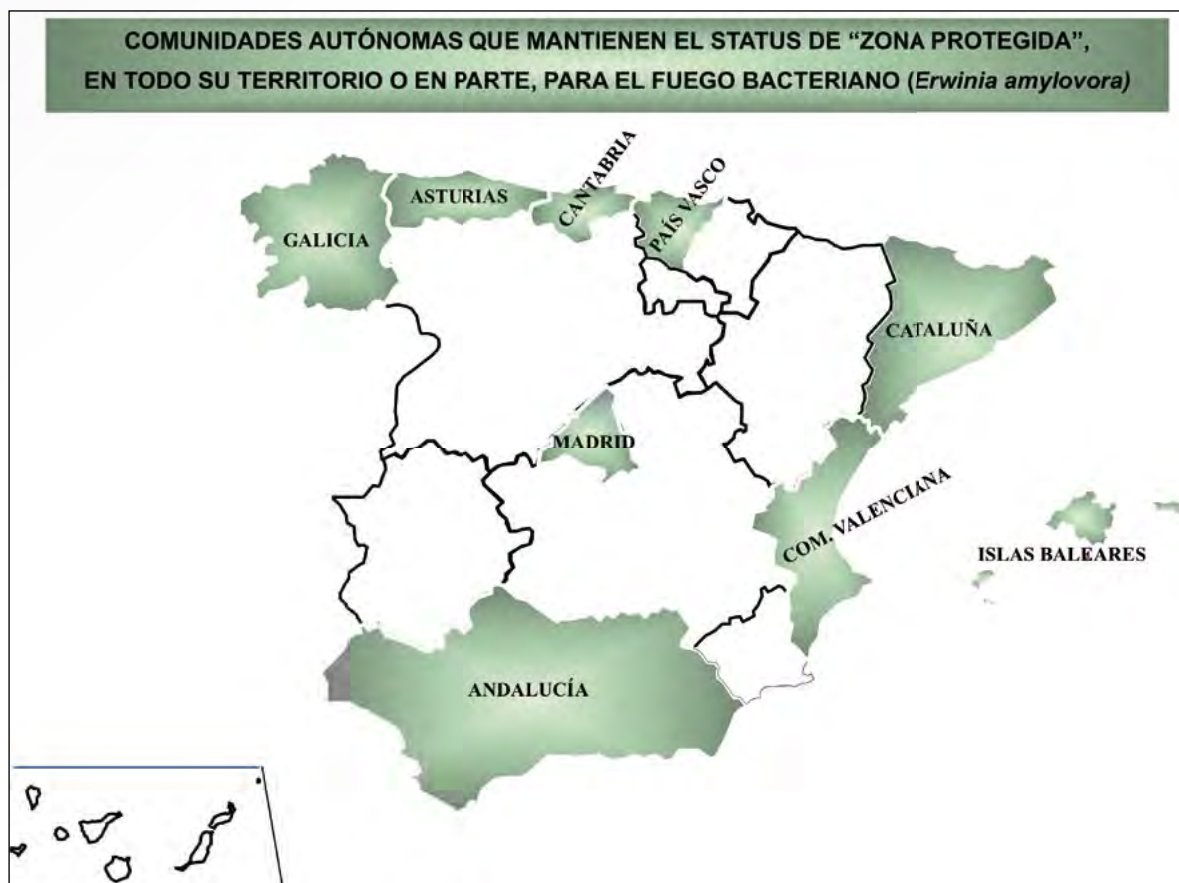 COMUNIDADES AUTÓNOMAS QUE MANTIENEN EL STATUS DE “ZONA PROTEGIDA”,
EN TODO SU TERRITORIO O EN PARTE, PARA EL FUEGO BACTERIANO (Erwinia amylovora)
CANTABRIA
PAÍS VASCO
ASTURIAS
GALICIA
CATALUÑA
MADRID
COM. VALENCIANA
ISLAS BALEARES
ANDALUCÍA